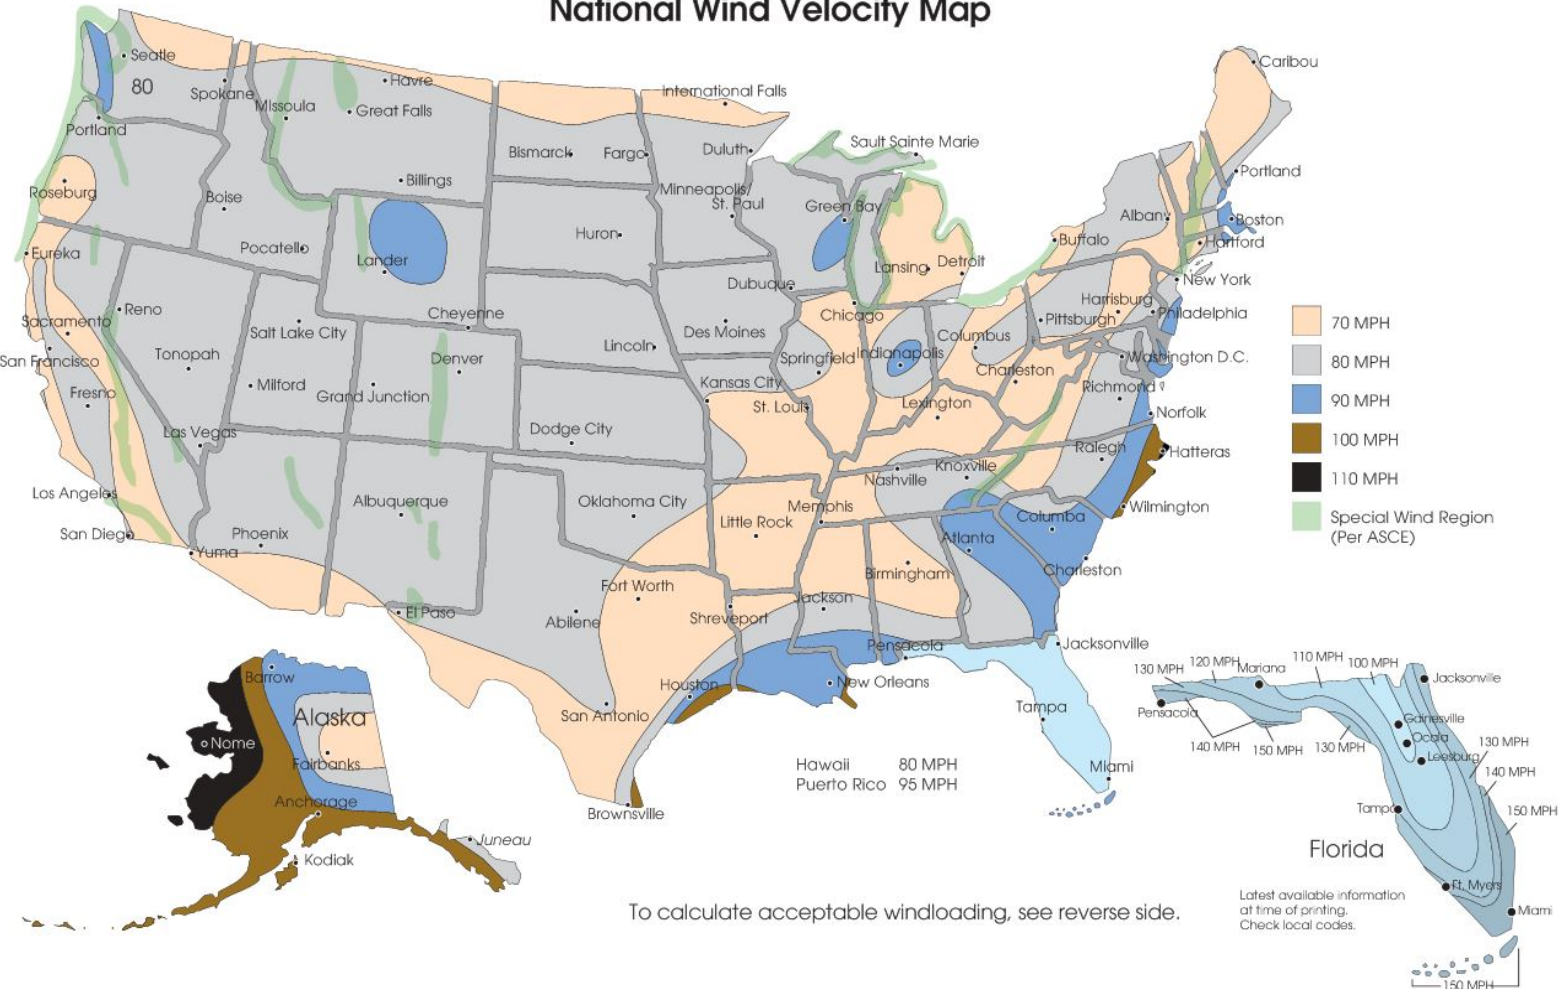 National Wind Velocity Map
Seatle
80
Spokane
Missoula
Havre
Great Falls
International Falls
Caribou
Portland
Bismarck
Fargo
Duluth
Sault Sainte Marie
Portland
Roseburg
Boise
Billings
Minneapolis/
St. Paul
Green Bay
Albany
Boston
Pocatello
Huron
Buffalo
Hartford
Eureka
Lander
Lansing
Detroit
Dubuque
New York
Reno
Cheyenne
Chicago
Harrisburg
Sacramento
Salt Lake City
Des Moines
Columbus
Pittsburgh
Philadelphia
San Francisco
Tonopah
Denver
Lincoln
Springfield
Indianapolis
Washington D.C.
Milford
Grand Junction
Kansas City
Charleston
Richmond
Fresno
St. Louis
Lexington
Norfolk
Las Vegas
Dodge City
Ralegh
Hatteras
Knoxville
Nashville
Los Angeles
Albuquerque
Oklahoma City
Memphis
Wilmington
San Diego
Phoenix
Little Rock
Columba
Yuma
Atlanta
Birmingham
Charleston
Fort Worth
El Paso
Abilene
Shreveport
Jackson
Pensacola
Jacksonville
Houston
New Orleans
San Antonio
Tampa
Miami
Brownsville
70 MPH
80 MPH
90 MPH
100 MPH
110 MPH
Special Wind Region
(Per ASCE)
Barrow
Alaska
Nome
Fairbanks
Anchorage
Juneau
Kodiak
Hawaii 80 MPH
Puerto Rico 95 MPH
130 MPH
120 MPH
Mariana
110 MPH
100 MPH
Jacksonville
Pensacola
Gainesville
Ocala
Leesburg
140 MPH
150 MPH
130 MPH
130 MPH
140 MPH
150 MPH
Tampa
Florida
Ft. Myers
Miami
150 MPH
Latest available information
at time of printing.
Check local codes.
To calculate acceptable windloading, see reverse side.